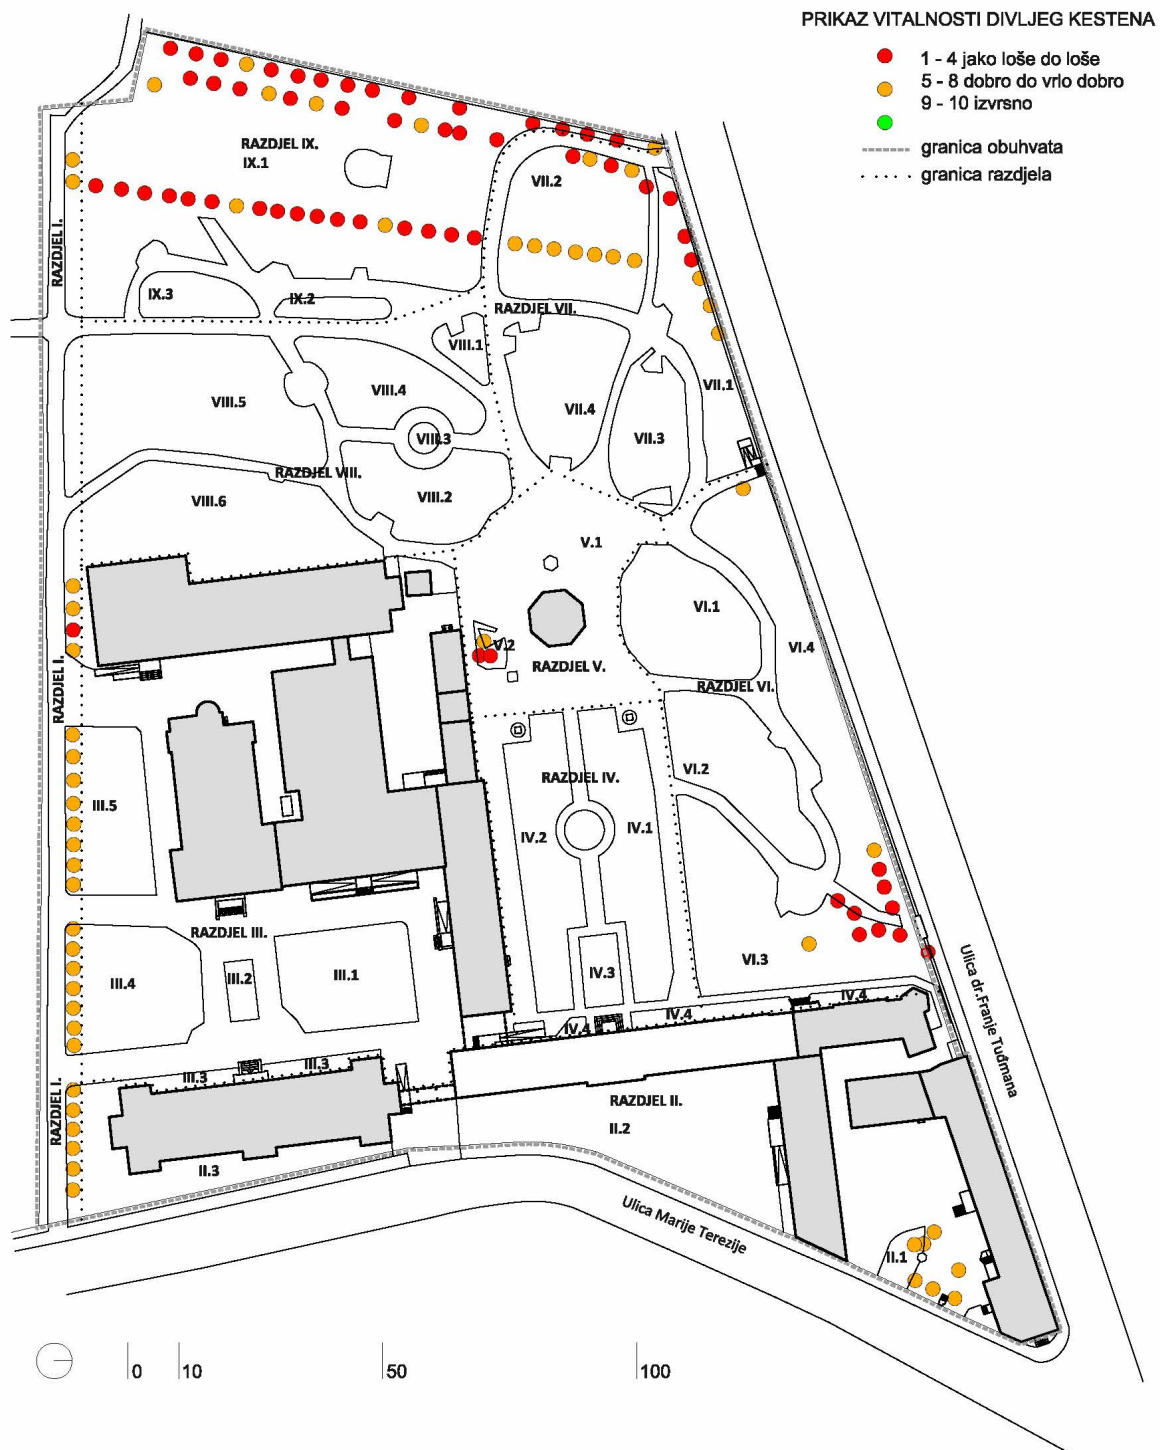 PRIKAZ VITALNOSTI DIVLJEG KESTENA
1 - 4 jako loše do loše
5 - 8 dobro do vrlo dobro
9 - 10 izvrsno
granica obuhvata
granica razdjela
RAZDJEL IX.
IX.1
VII.2
RAZDJEL I.
IX.3
IX.2
RAZDJEL VII.
VIII.1
VII.1
VIII.4
VIII.5
VII.4
VIII.3
VII.3
RAZDJEL VIII.
VIII.2
VIII.6
V.1
VI.1
V.2
VI.4
RAZDJEL V.
RAZDJEL I.
RAZDJEL VI.
VI.2
RAZDJEL IV.
III.5
IV.2
IV.1
RAZDJEL III.
VI.3
III.4
III.2
III.1
IV.3
IV.4
IV.4
IV.4
Ulica dr.Franje Tuđmana
III.3
III.3
RAZDJEL I.
RAZDJEL II.
II.2
II.3
Ulica Marije Terezije
II.1
0
10
50
100